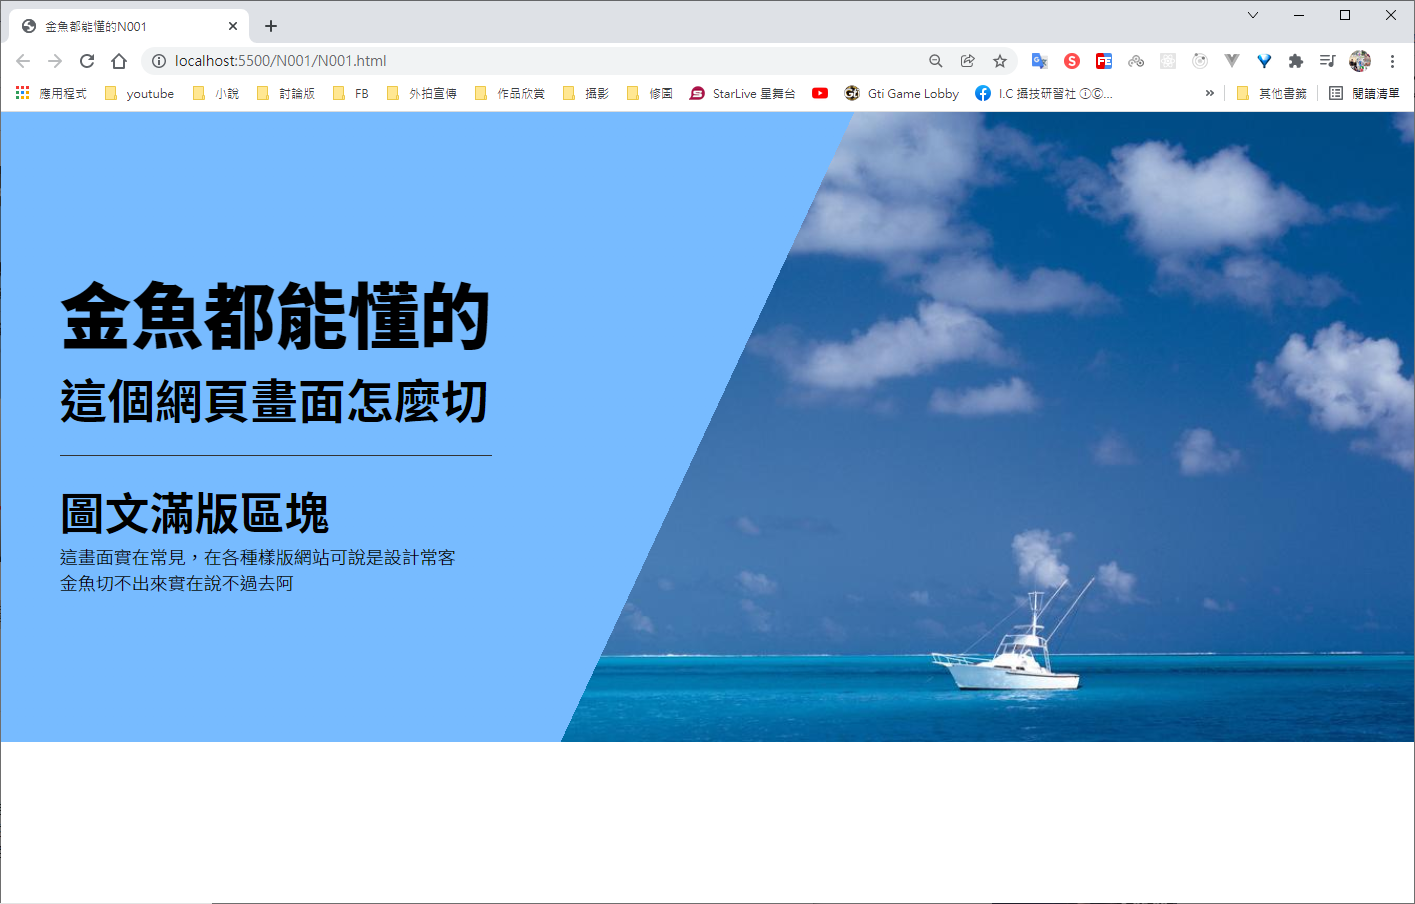 金魚都能懂的N001
localhost:5500/N001/N001.html
應用程式 youtube 小說 討論版 FB 外拍宣傳 作品欣賞 攝影 修圖 StarLive 星舞台 Gti Game Lobby I.C 攝技研習社 ⒾⒸ... » 其他書籤 閱讀清單
金魚都能懂的
這個網頁畫面怎麼切
圖文滿版區塊
這畫面實在常見，在各種樣版網站可說是設計常客
金魚切不出來實在說不過去阿